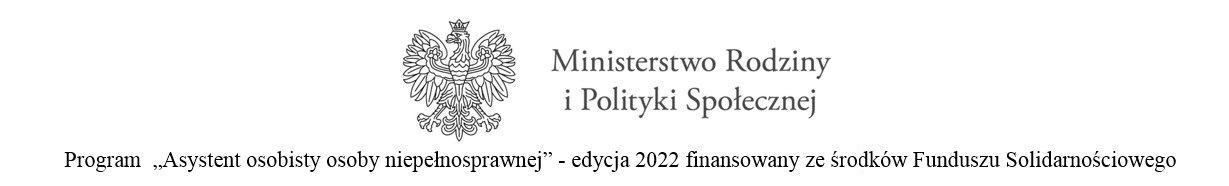 Ministerstwo Rodziny
i Polityki Społecznej
Program „Asystent osobisty osoby niepełnosprawnej” - edycja 2022 finansowany ze środków Funduszu Solidarnościowego